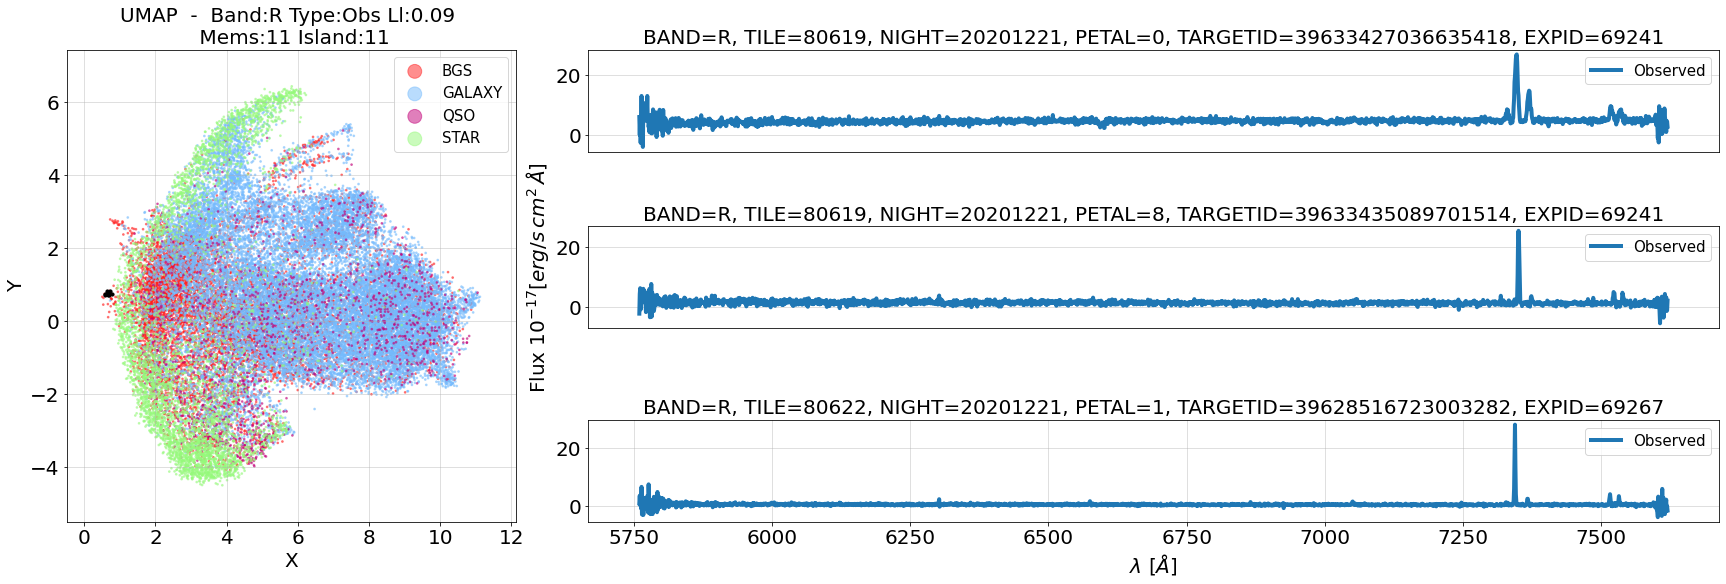 UMAP  -  Band:R Type:Obs Ll:0.09
Mems:11 Island:11
BGS
GALAXY
QSO
STAR
Y
6
4
2
0
−2
−4
0 2 4 6 8 10 12
X
BAND=R, TILE=80619, NIGHT=20201221, PETAL=0, TARGETID=39633427036635418, EXPID=69241
Observed
20
0
BAND=R, TILE=80619, NIGHT=20201221, PETAL=8, TARGETID=39633435089701514, EXPID=69241
Observed
20
0
Flux 10⁻¹⁷[erg/s cm² Å]
BAND=R, TILE=80622, NIGHT=20201221, PETAL=1, TARGETID=39628516723003282, EXPID=69267
Observed
20
0
5750 6000 6250 6500 6750 7000 7250 7500
λ [Å]